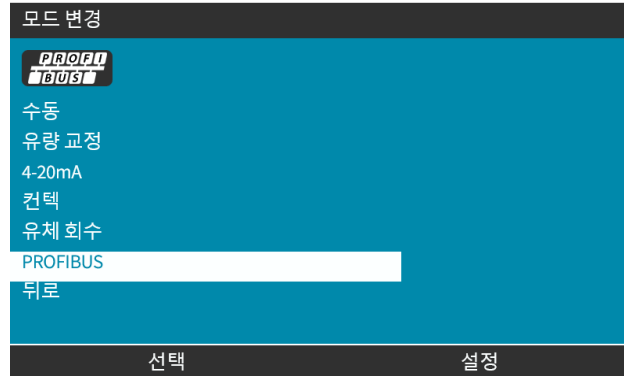 모드 변경
PROFI
BUS
수동
유량 교정
4-20mA
컨텍
유체 회수
PROFIBUS
뒤로
선택 설정